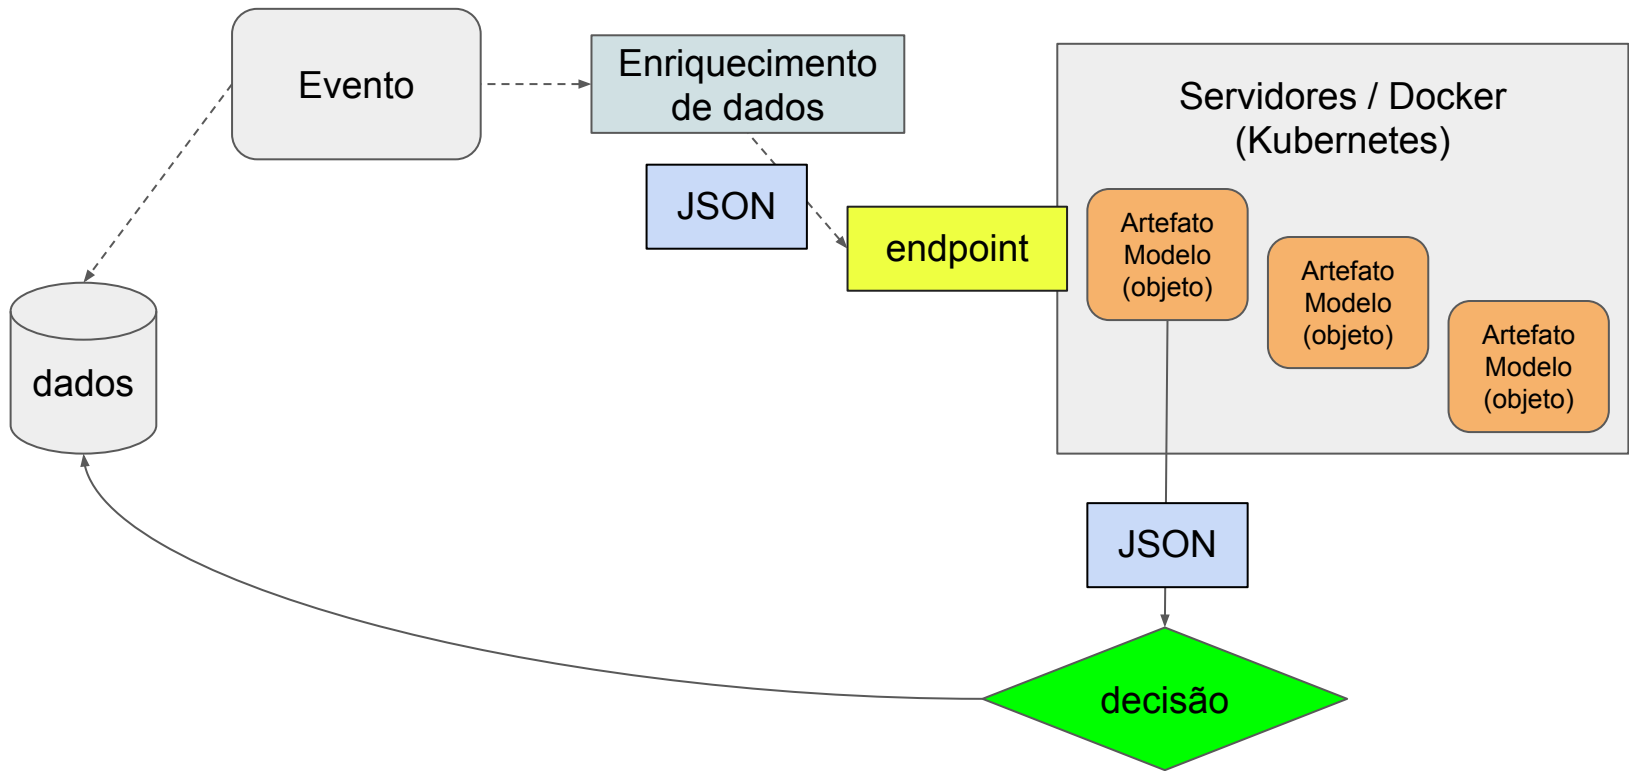 Evento
Enriquecimento
de dados
Servidores / Docker
(Kubernetes)
JSON
endpoint
Artefato
Modelo
(objeto)
Artefato
Modelo
(objeto)
Artefato
Modelo
(objeto)
dados
JSON
decisão